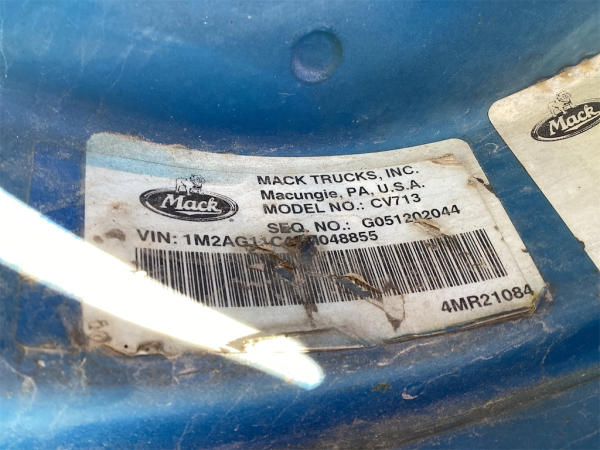 MACK TRUCKS, INC.
Macungie, PA, U.S.A.
MODEL NO.: CV713
SEQ. NO.: G051202044
Mack
VIN:
4MR21084
Mack